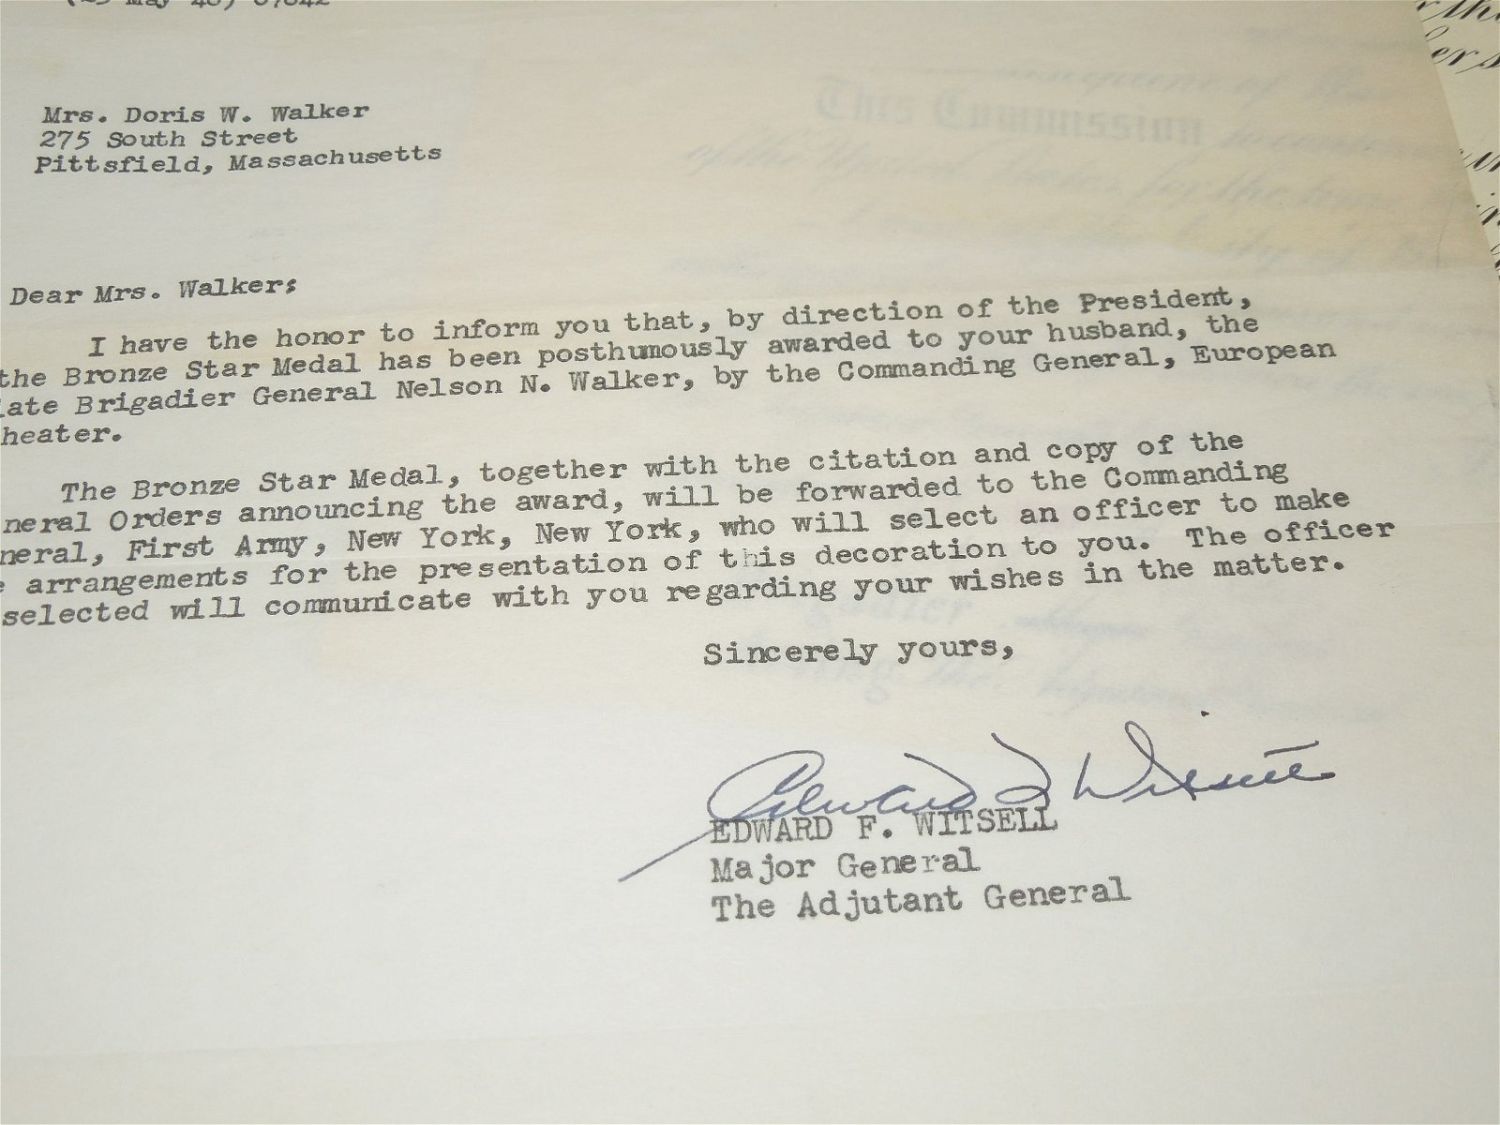 Mrs. Doris W. Walker
275 South Street
Pittsfield, Massachusetts
Dear Mrs. Walker:
I have the honor to inform you that, by direction of the President,
the Bronze Star Medal has been posthumously awarded to your husband, the
ate Brigadier General Nelson N. Walker, by the Commanding General, European
heater.
The Bronze Star Medal, together with the citation and copy of the
neral Orders announcing the award, will be forwarded to the Commanding
neral, First Army, New York, New York, who will select an officer to make
e arrangements for the presentation of this decoration to you. The officer
selected will communicate with you regarding your wishes in the matter.
Sincerely yours,
Edward F. Witsell
EDWARD F. WITSELL
Major General
The Adjutant General
This Commission